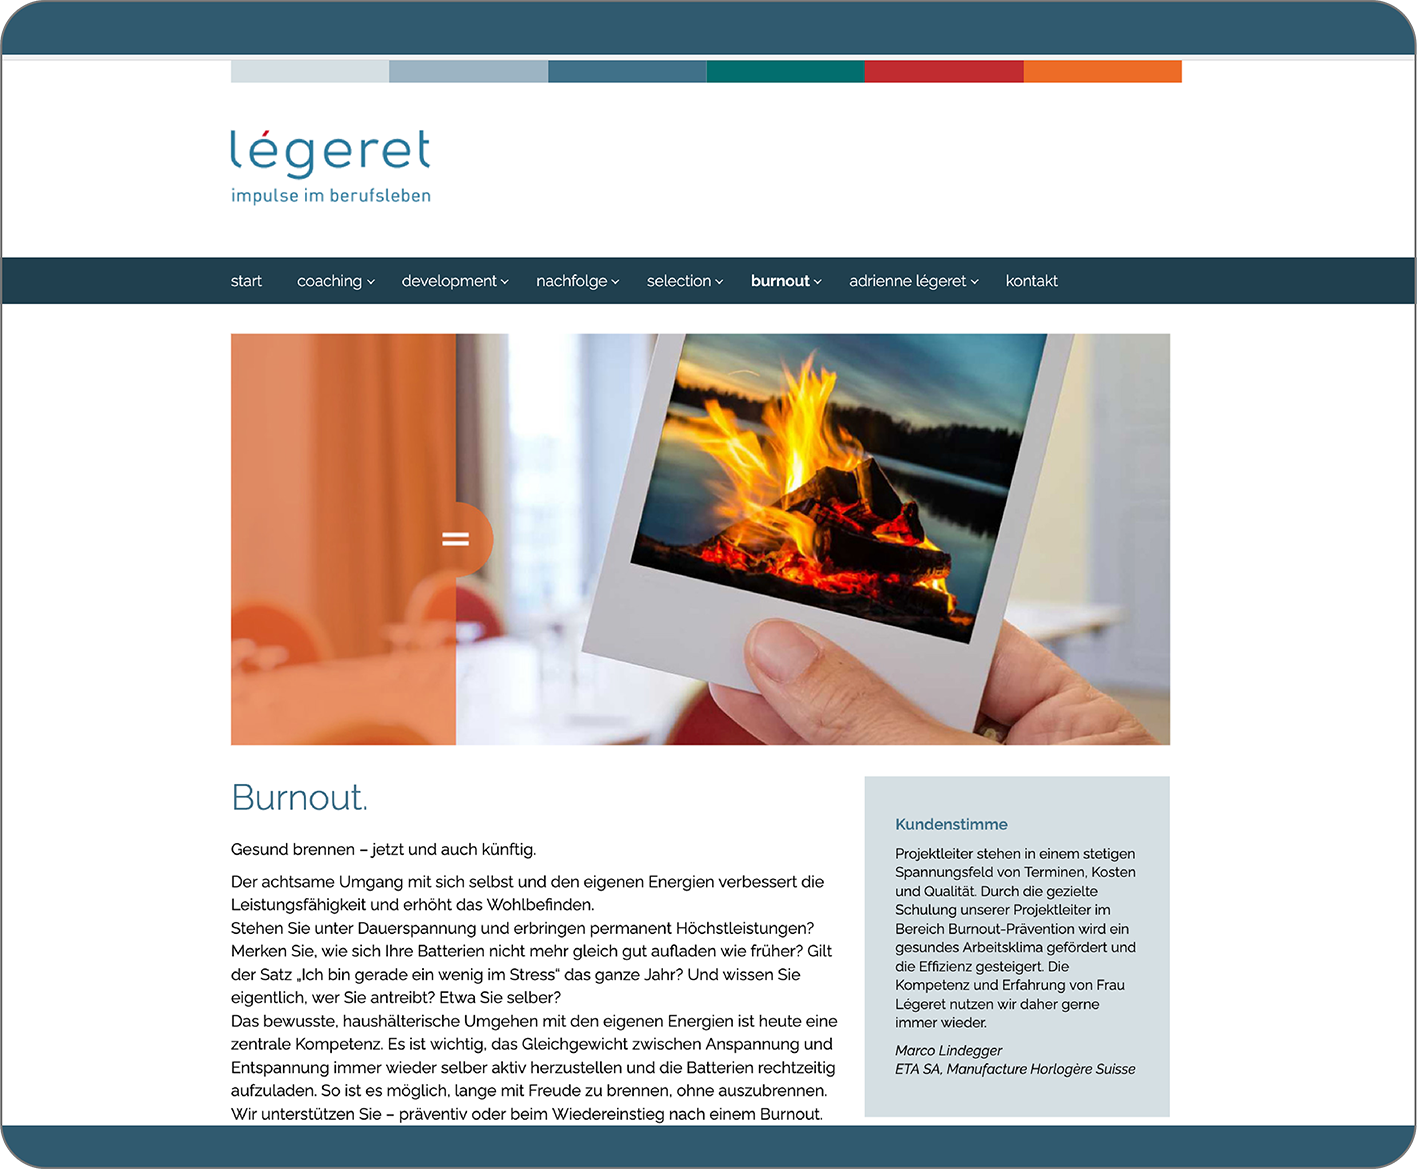 légeret
impulse im berufsleben
start coaching development nachfolge selection burnout adrienne légeret kontakt
=
Burnout.
Gesund brennen – jetzt und auch künftig.
Der achtsame Umgang mit sich selbst und den eigenen Energien verbessert die
Leistungsfähigkeit und erhöht das Wohlbefinden.
Stehen Sie unter Dauerspannung und erbringen permanent Höchstleistungen?
Merken Sie, wie sich Ihre Batterien nicht mehr gleich gut aufladen wie früher? Gilt
der Satz „Ich bin gerade ein wenig im Stress“ das ganze Jahr? Und wissen Sie
eigentlich, wer Sie antreibt? Etwa Sie selber?
Das bewusste, haushälterische Umgehen mit den eigenen Energien ist heute eine
zentrale Kompetenz. Es ist wichtig, das Gleichgewicht zwischen Anspannung und
Entspannung immer wieder selber aktiv herzustellen und die Batterien rechtzeitig
aufzuladen. So ist es möglich, lange mit Freude zu brennen, ohne auszubrennen.
Wir unterstützen Sie – präventiv oder beim Wiedereinstieg nach einem Burnout.
Kundenstimme
Projektleiter stehen in einem stetigen
Spannungsfeld von Terminen, Kosten
und Qualität. Durch die gezielte
Schulung unserer Projektleiter im
Bereich Burnout-Prävention wird ein
gesundes Arbeitsklima gefördert und
die Effizienz gesteigert. Die
Kompetenz und Erfahrung von Frau
Légeret nutzen wir daher gerne
immer wieder.
Marco Lindegger
ETA SA, Manufacture Horlogère Suisse